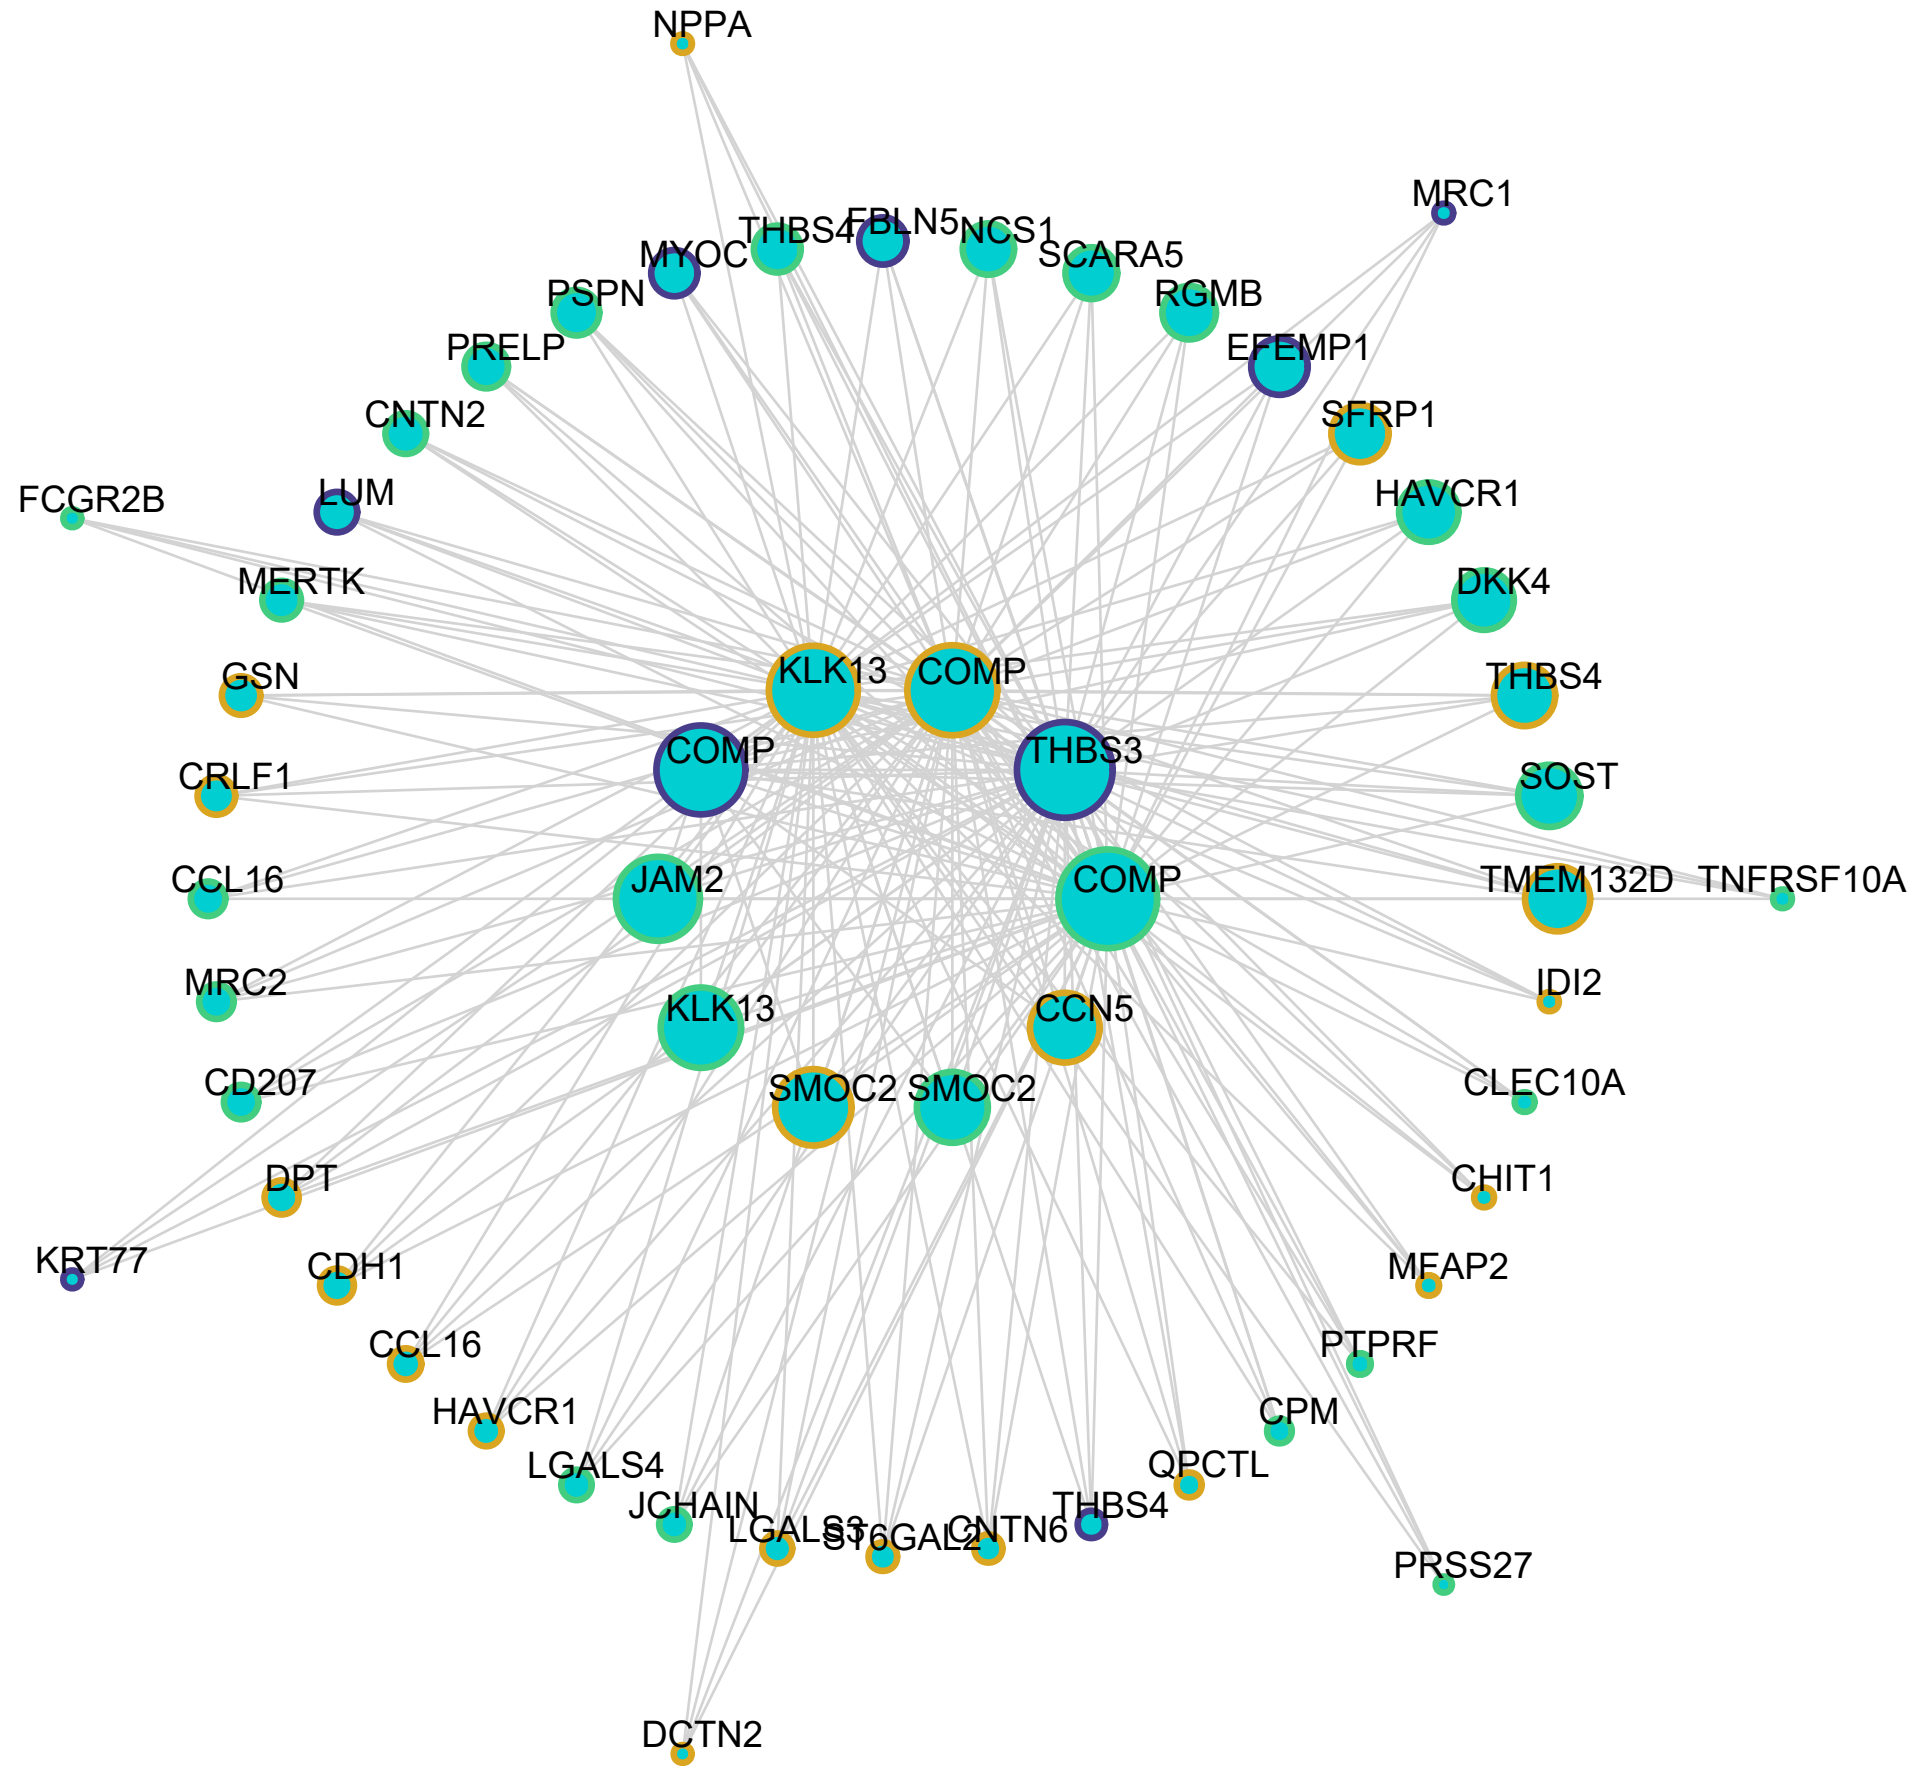 NPPA
MRC1
THBS4
FBLN5
NCS1
MYOC
SCARA5
PSPN
RGMB
PRELP
EFEMP1
CNTN2
SFRP1
FCGR2B
LUM
HAVCR1
MERTK
DKK4
GSN
KLK13
COMP
THBS4
CRLF1
COMP
THBS3
SOST
CCL16
JAM2
COMP
TMEM132D
TNFRSF10A
MRC2
KLK13
CCN5
IDI2
CD207
SMOC2
SMOC2
CLEC10A
DPT
CHIT1
KRT77
CDH1
MFAP2
CCL16
PTPRF
HAVCR1
CPM
LGALS4
QPCTL
JCHAIN
LGALS3
ST6GAL2
CNTN6
THBS4
PRSS27
DCTN2